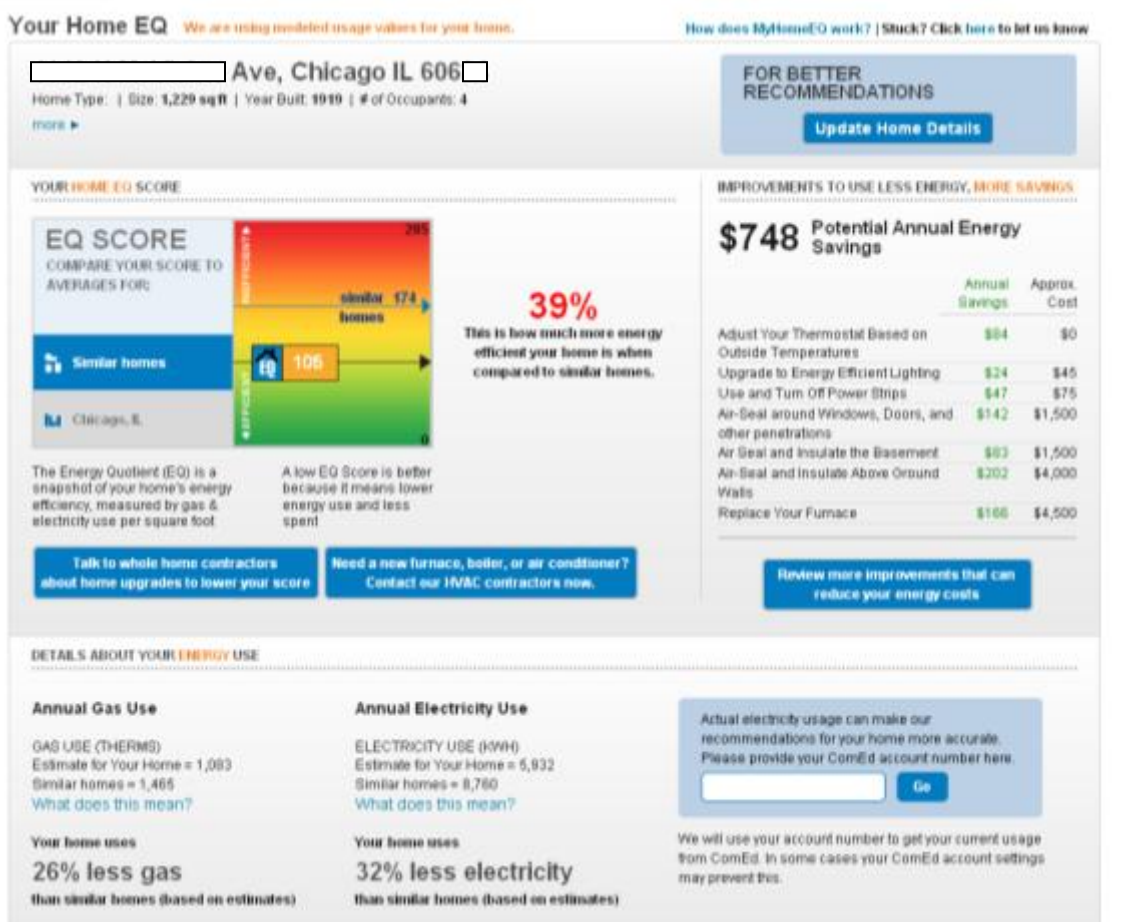 Your Home EQ We are using modeled usage values for your home.
How does MyHomeEQ work? | Stuck? Click here to let us know
Ave, Chicago IL 606
Home Type: | Size: 1,229 sq ft | Year Built: 1919 | # of Occupants: 4
more ►
FOR BETTER
RECOMMENDATIONS
Update Home Details
YOUR HOME EQ SCORE
EQ SCORE
COMPARE YOUR SCORE TO
AVERAGES FOR:
Similar homes
Chicago, IL
INEFFICIENT
EFFICIENT
295
similar 174
homes
EQ 106
0
39%
This is how much more energy
efficient your home is when
compared to similar homes.
The Energy Quotient (EQ) is a
snapshot of your home's energy
efficiency, measured by gas &
electricity use per square foot
A low EQ Score is better
because it means lower
energy use and less
spent
Talk to whole home contractors
about home upgrades to lower your score
Need a new furnace, boiler, or air conditioner?
Contact our HVAC contractors now.
IMPROVEMENTS TO USE LESS ENERGY, MORE SAVINGS
$748 Potential Annual Energy
Savings
Annual Approx.
Savings Cost
Adjust Your Thermostat Based on $84 $0
Outside Temperatures
Upgrade to Energy Efficient Lighting $24 $45
Use and Turn Off Power Strips $47 $75
Air-Seal around Windows, Doors, and $142 $1,500
other penetrations
Air Seal and Insulate the Basement $83 $1,500
Air-Seal and Insulate Above Ground $202 $4,000
Walls
Replace Your Furnace $166 $4,500
Review more improvements that can
reduce your energy costs
DETAILS ABOUT YOUR ENERGY USE
Annual Gas Use
GAS USE (THERMS)
Estimate for Your Home = 1,083
Similar homes = 1,465
What does this mean?
Your home uses
26% less gas
than similar homes (based on estimates)
Annual Electricity Use
ELECTRICITY USE (kWH)
Estimate for Your Home = 5,932
Similar homes = 8,760
What does this mean?
Your home uses
32% less electricity
than similar homes (based on estimates)
Actual electricity usage can make our
recommendations for your home more accurate.
Please provide your ComEd account number here.
Go
We will use your account number to get your current usage
from ComEd. In some cases your ComEd account settings
may prevent this.